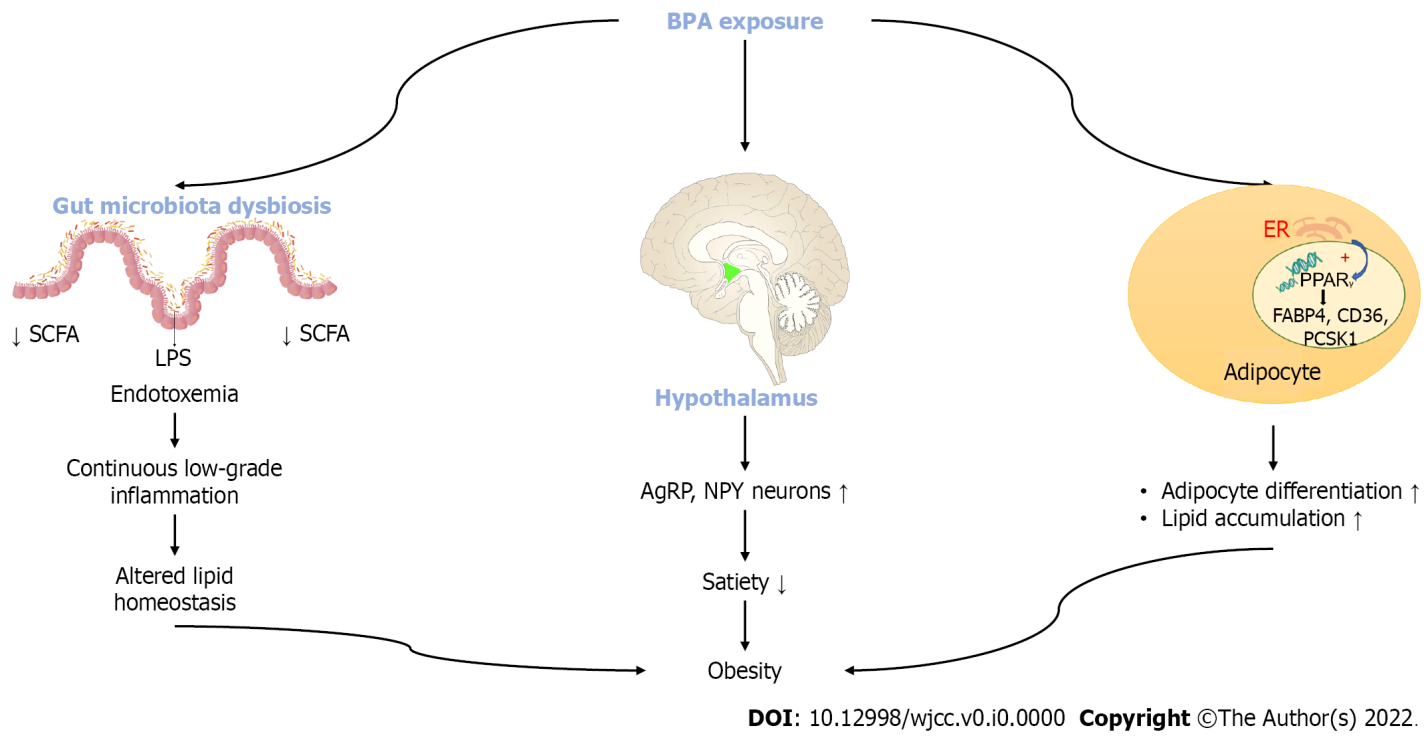 BPA exposure
Gut microbiota dysbiosis
↓ SCFA
↓ SCFA
LPS
Endotoxemia
Continuous low-grade
inflammation
Altered lipid
homeostasis
Hypothalamus
AgRP, NPY neurons ↑
Satiety ↓
Obesity
ER
+
PPARγ
FABP4, CD36,
PCSK1
Adipocyte
• Adipocyte differentiation ↑
• Lipid accumulation ↑
DOI: 10.12998/wjcc.v0.i0.0000 Copyright ©The Author(s) 2022.